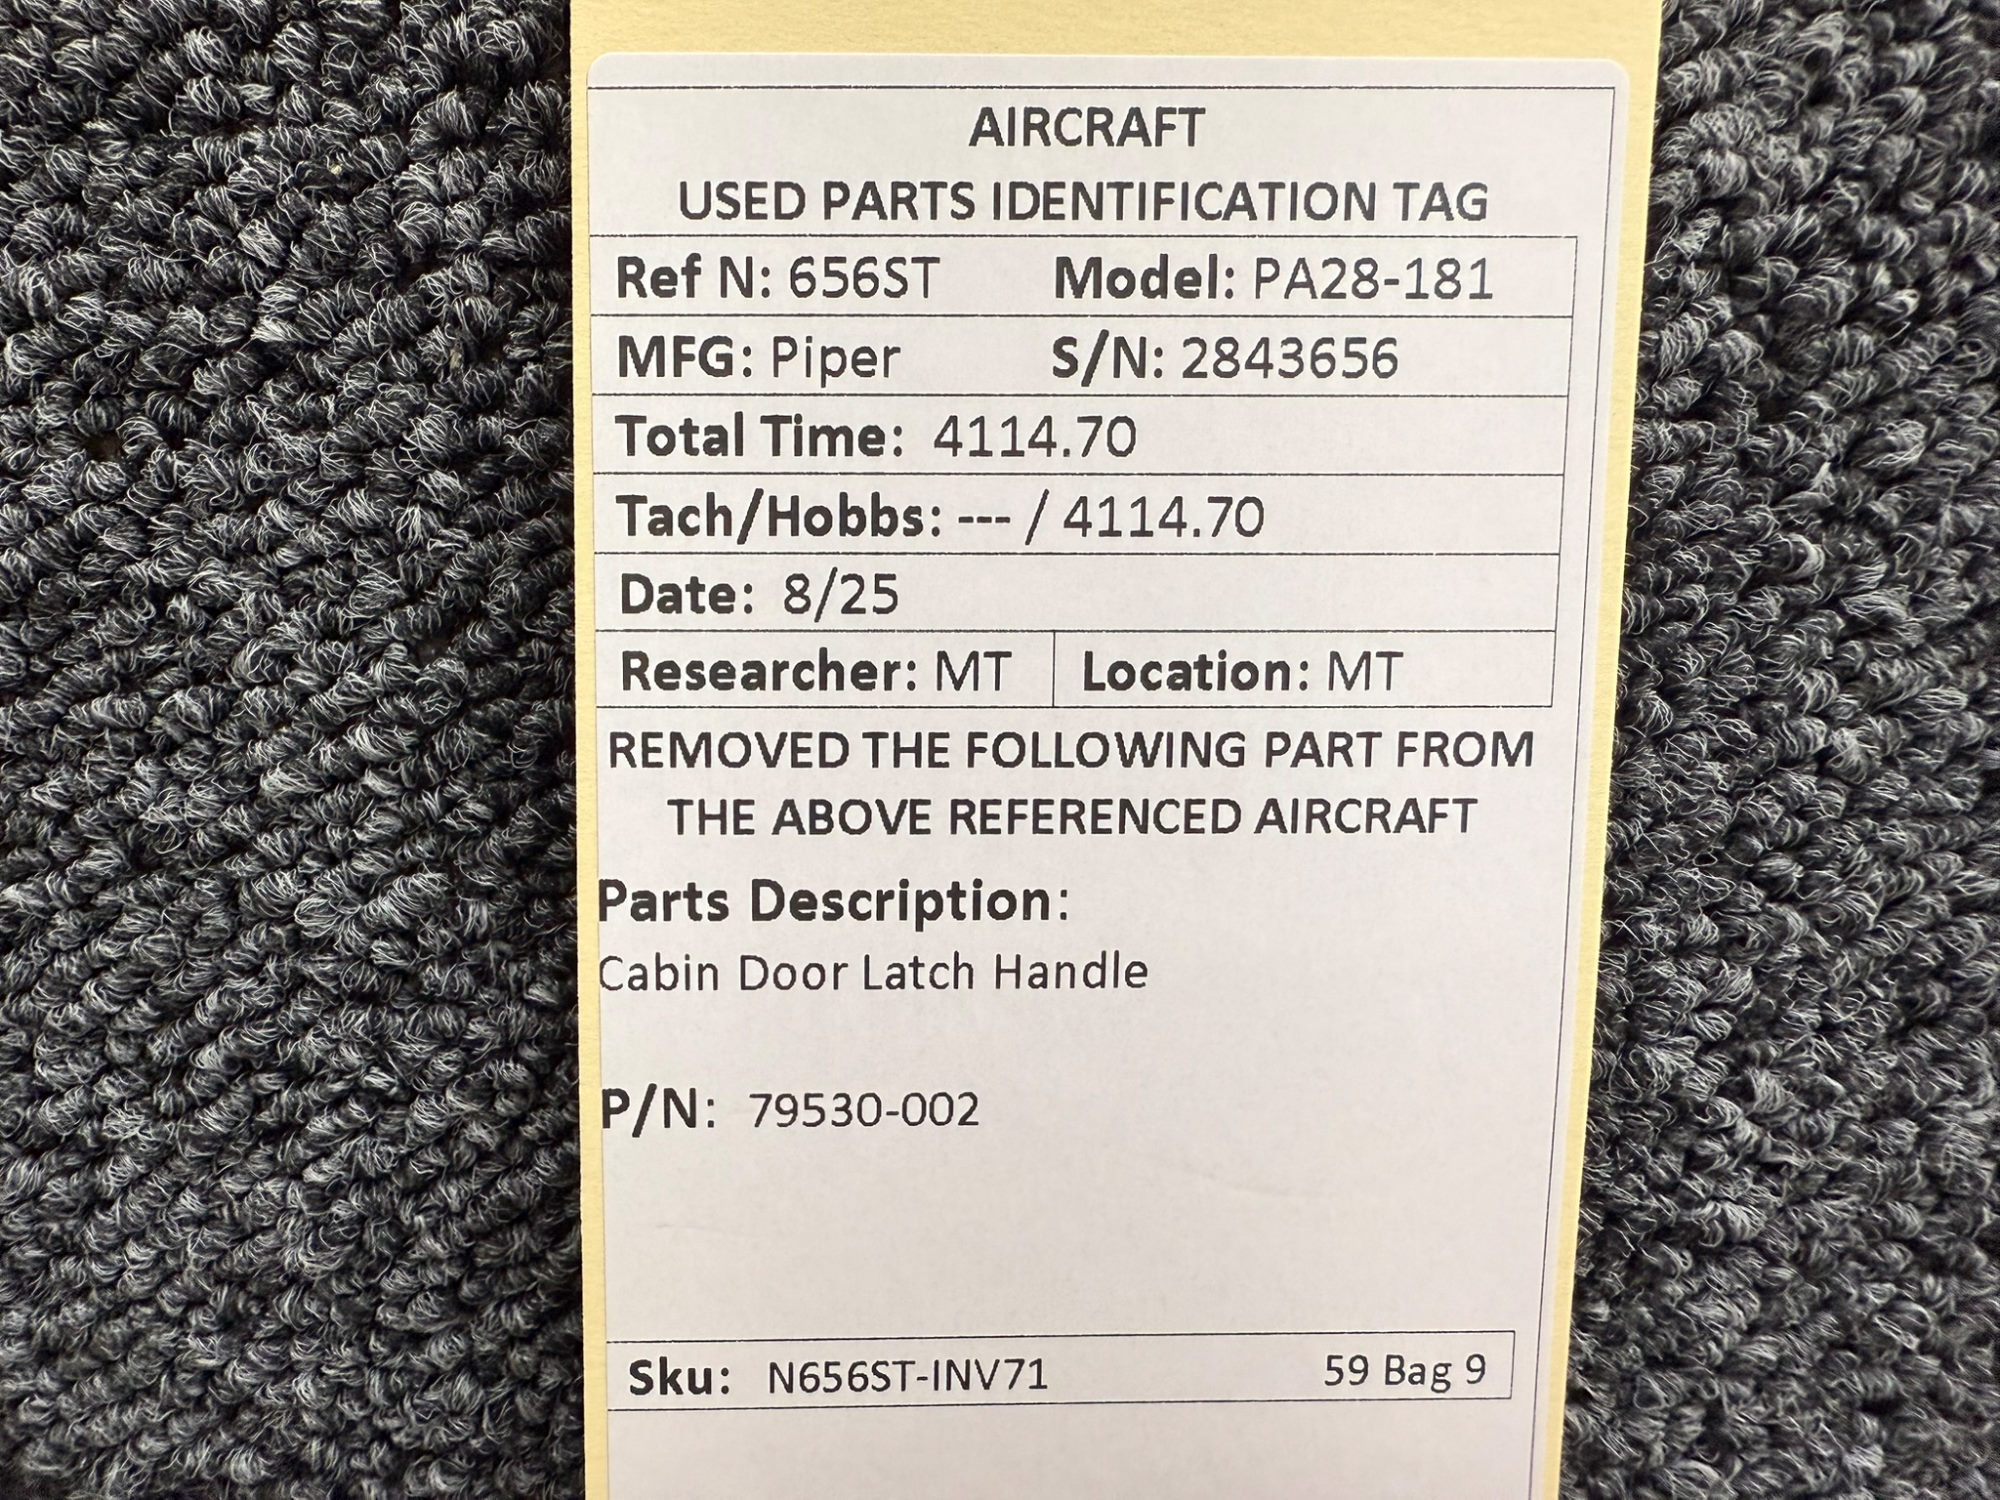 AIRCRAFT
USED PARTS IDENTIFICATION TAG
Ref N: 656ST Model: PA28-181
MFG: Piper S/N: 2843656
Total Time: 4114.70
Tach/Hobbs: --- / 4114.70
Date: 8/25
Researcher: MT Location: MT
REMOVED THE FOLLOWING PART FROM
THE ABOVE REFERENCED AIRCRAFT
Parts Description:
Cabin Door Latch Handle
P/N: 79530-002
Sku: N656ST-INV71 59 Bag 9